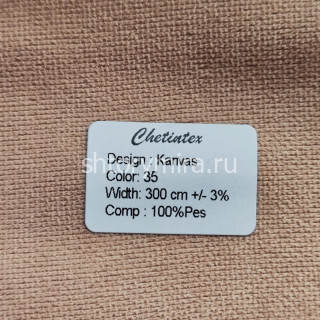 Chetintex
Design : Kanvas
Color: 35
Width: 300 cm +/- 3%
Comp : 100%Pes